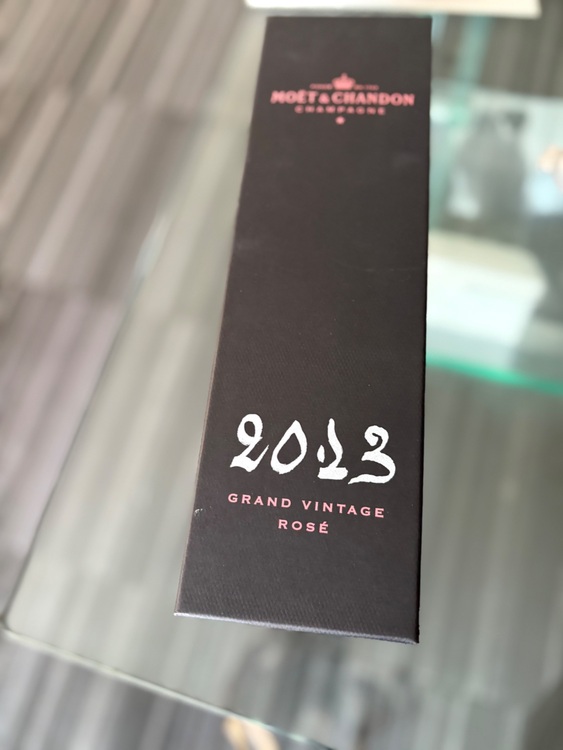 MOËT & CHANDON
CHAMPAGNE
2013
GRAND VINTAGE
ROSÉ